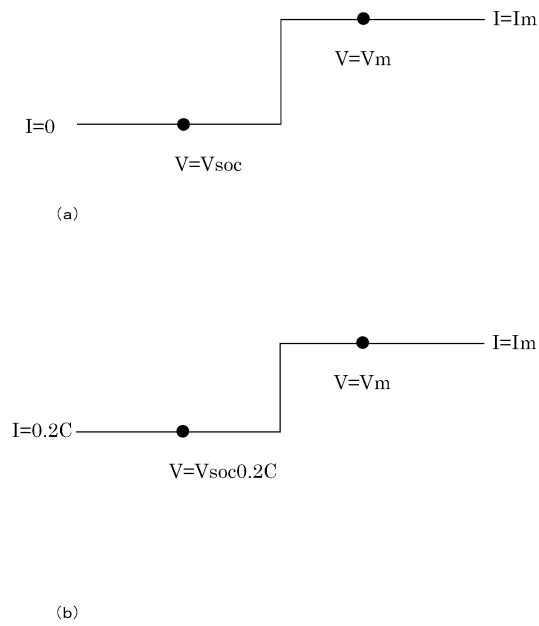 I=Im
V=Vm
I=0
V=Vsoc
(a)
I=Im
V=Vm
I=0.2C
V=Vsoc0.2C
(b)